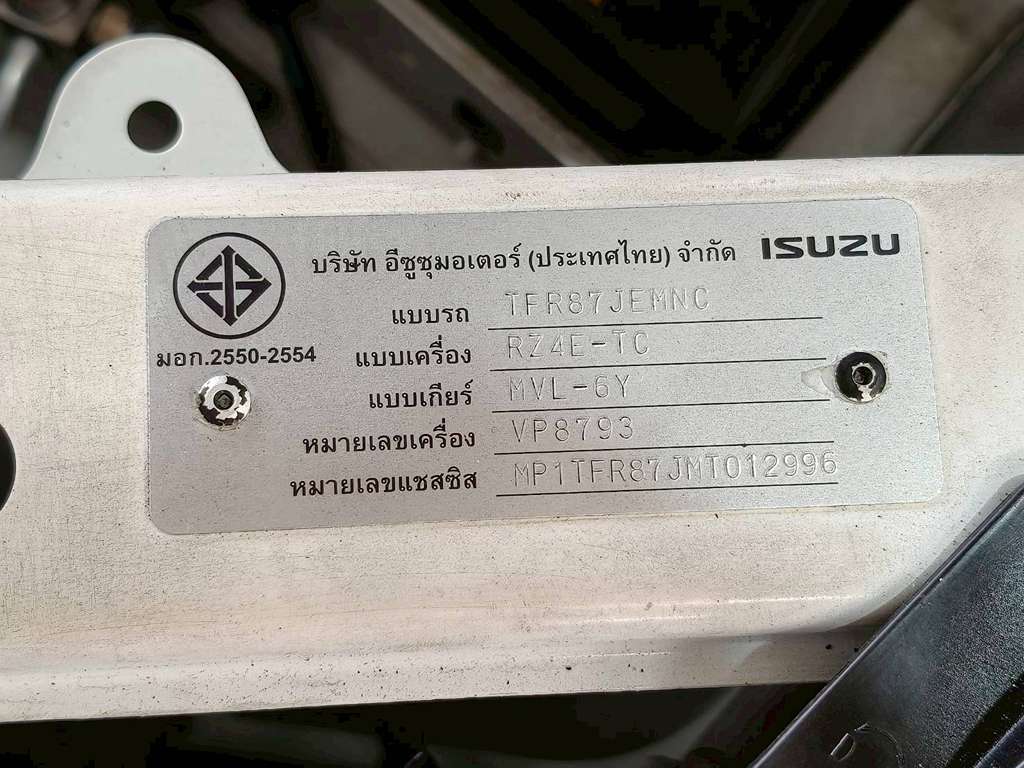 บริษัท อีซูซุมอเตอร์ (ประเทศไทย) จำกัด ISUZU
แบบรถ TFR87JEMNC
มอก.2550-2554
แบบเครื่อง RZ4E-TC
แบบเกียร์ MVL-6Y
หมายเลขเครื่อง VP8793
หมายเลขแชสซิส MP1TFR87JMT012996
D